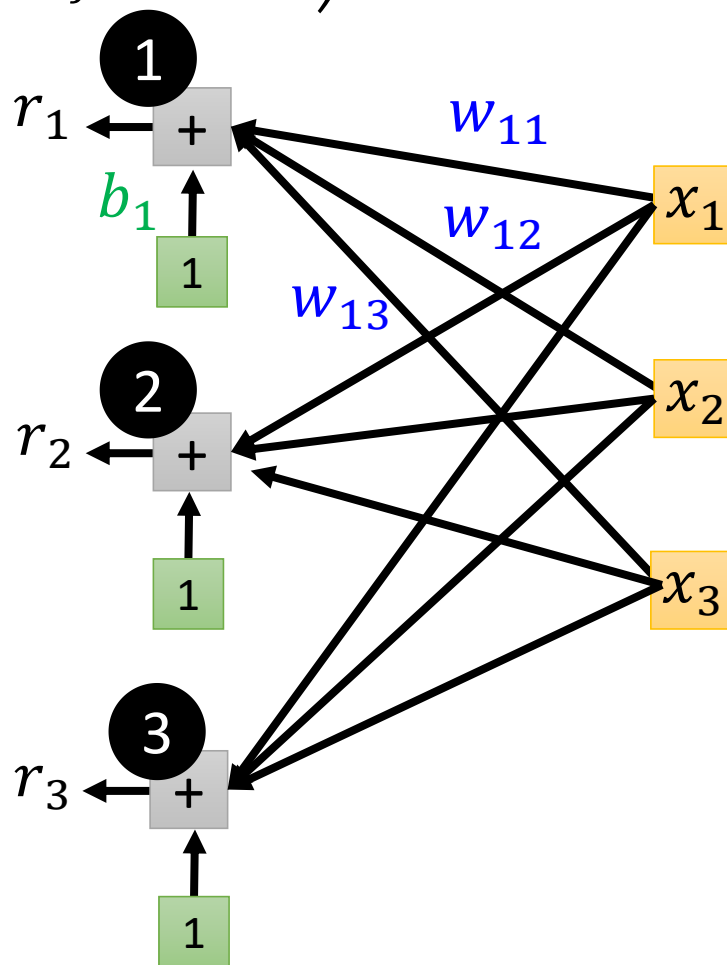 1
r₁
+
w₁₁
b₁
x₁
w₁₂
1
w₁₃
2
x₂
r₂
+
1
x₃
3
r₃
+
1